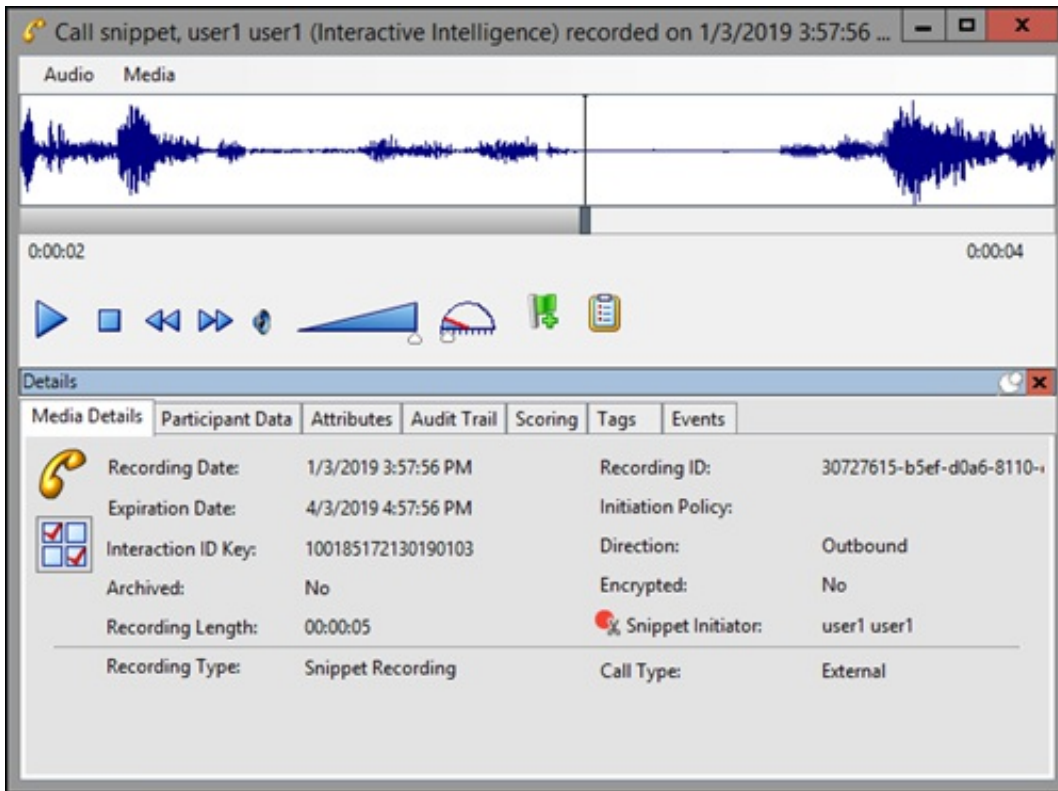 Call snippet, user1 user1 (Interactive Intelligence) recorded on 1/3/2019 3:57:56 ...
Audio Media
0:00:02 0:00:04
Details
Media Details Participant Data Attributes Audit Trail Scoring Tags Events
Recording Date: 1/3/2019 3:57:56 PM Recording ID: 30727615-b5ef-d0a6-8110-
Expiration Date: 4/3/2019 4:57:56 PM Initiation Policy:
Interaction ID Key: 100185172130190103 Direction: Outbound
Archived: No Encrypted: No
Recording Length: 00:00:05 Snippet Initiator: user1 user1
Recording Type: Snippet Recording Call Type: External